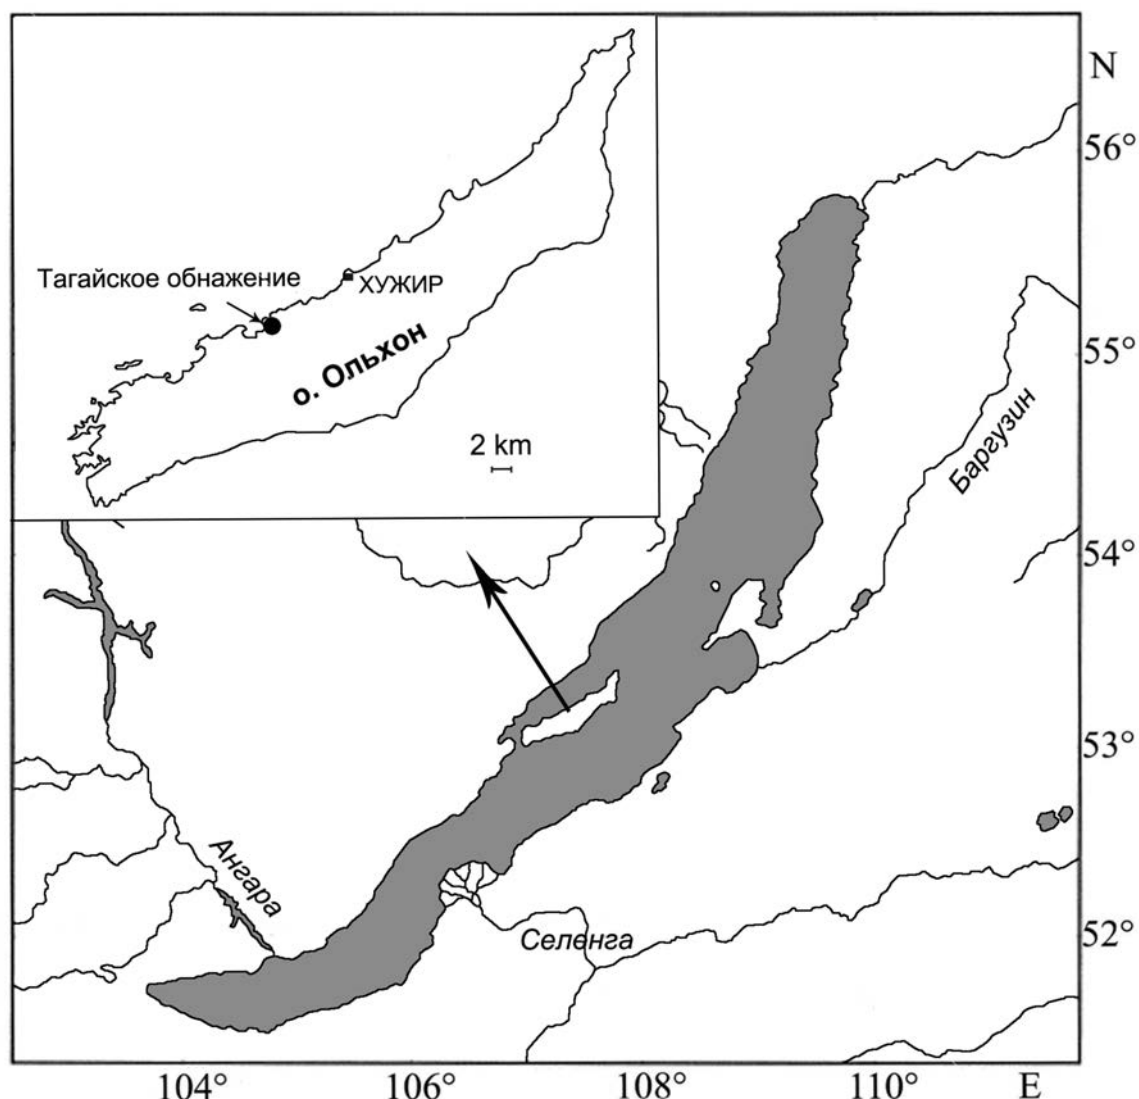 N
56°
Тагайское обнажение
ХУЖИР
о. Ольхон
55°
2 km
Баргузин
54°
53°
Ангара
Селенга
52°
104°
106°
108°
110°
E